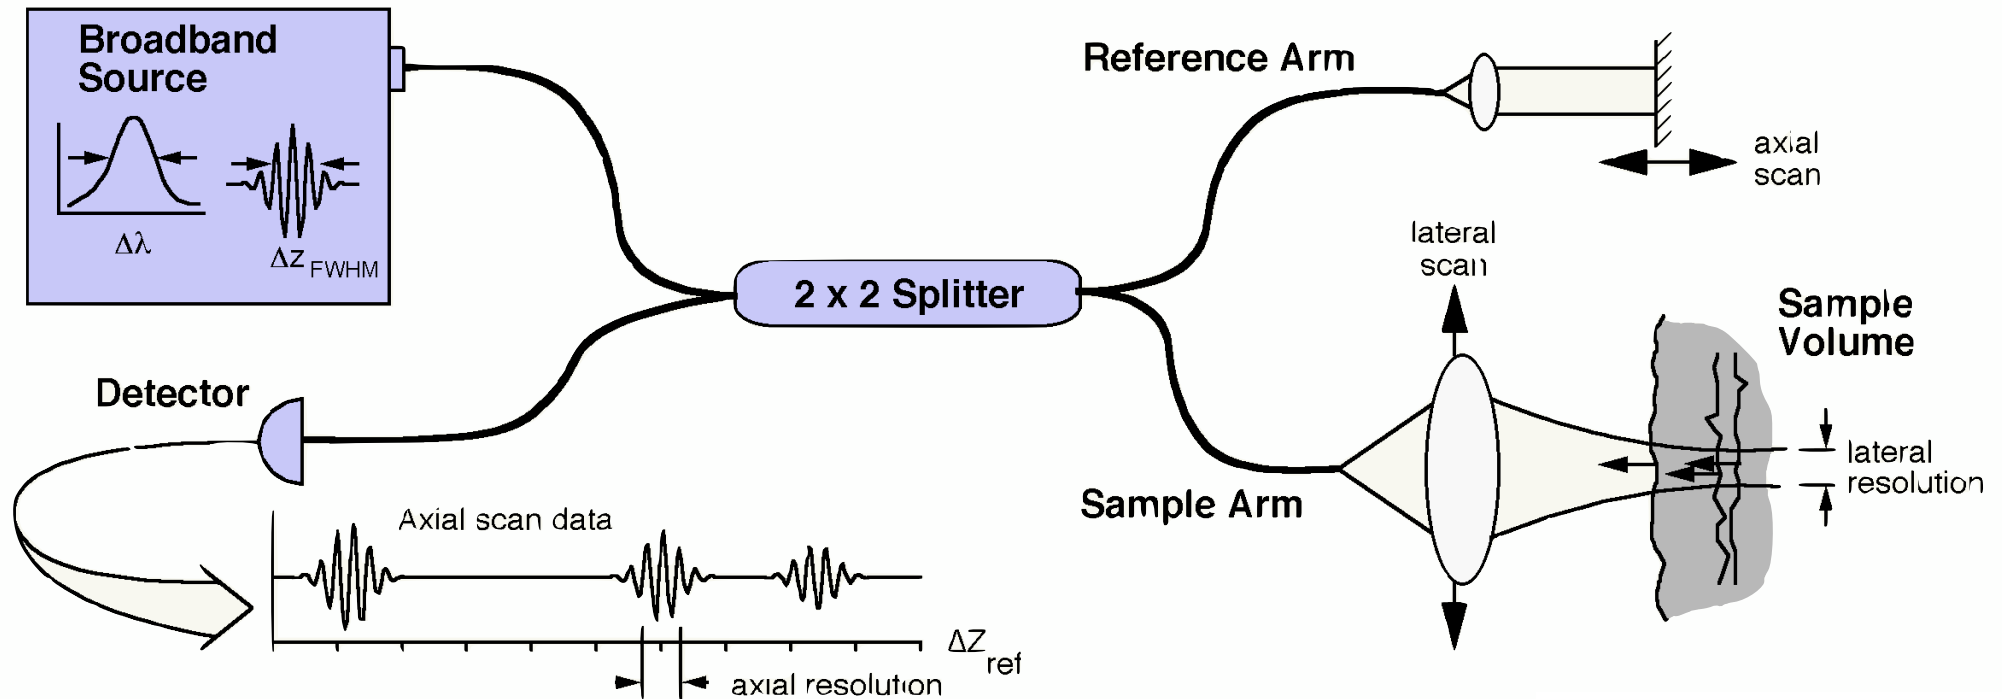 Broadband
Source
Δλ
Δz FWHM
Reference Arm
axial
scan
lateral
scan
2 x 2 Splitter
Sample
Volume
Detector
lateral
resolution
Sample Arm
Axial scan data
ΔZ ref
axial resolution